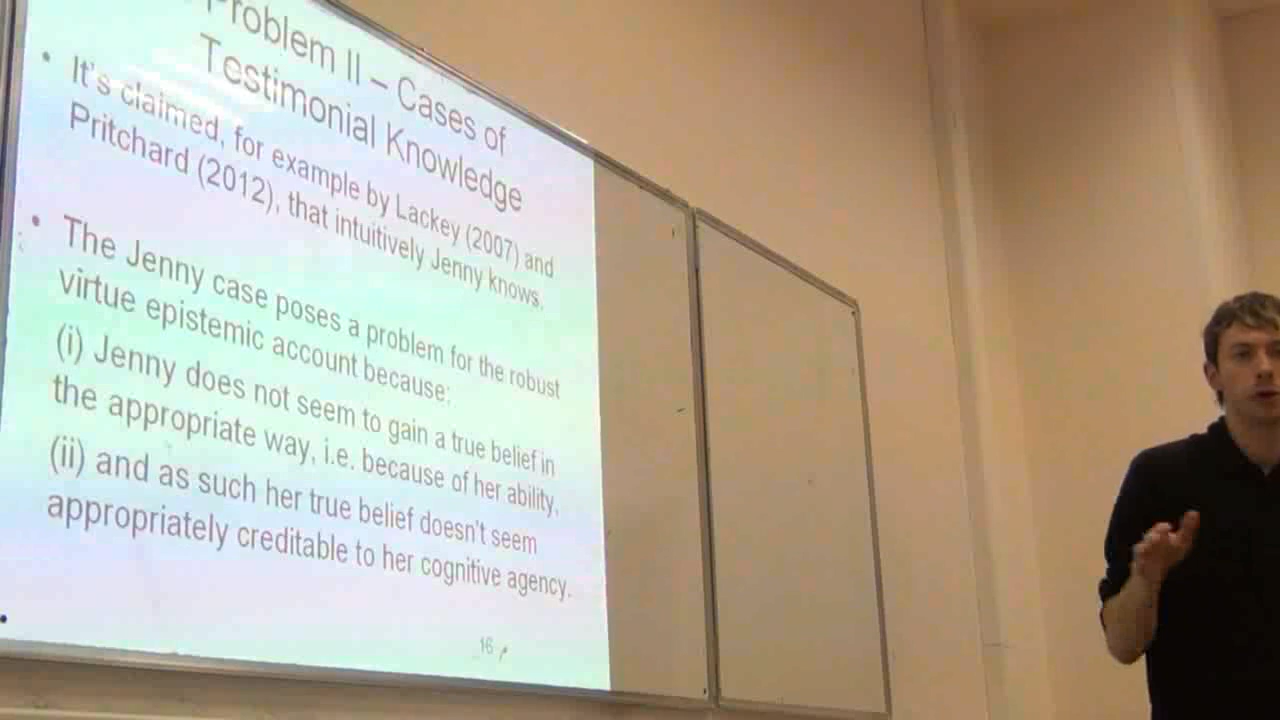 Problem II – Cases of
Testimonial Knowledge
• It's claimed, for example by Lackey (2007) and
Pritchard (2012), that intuitively Jenny knows.
• The Jenny case poses a problem for the robust
virtue epistemic account because:
(i) Jenny does not seem to gain a true belief in
the appropriate way, i.e. because of her ability,
(ii) and as such her true belief doesn't seem
appropriately creditable to her cognitive agency.
16